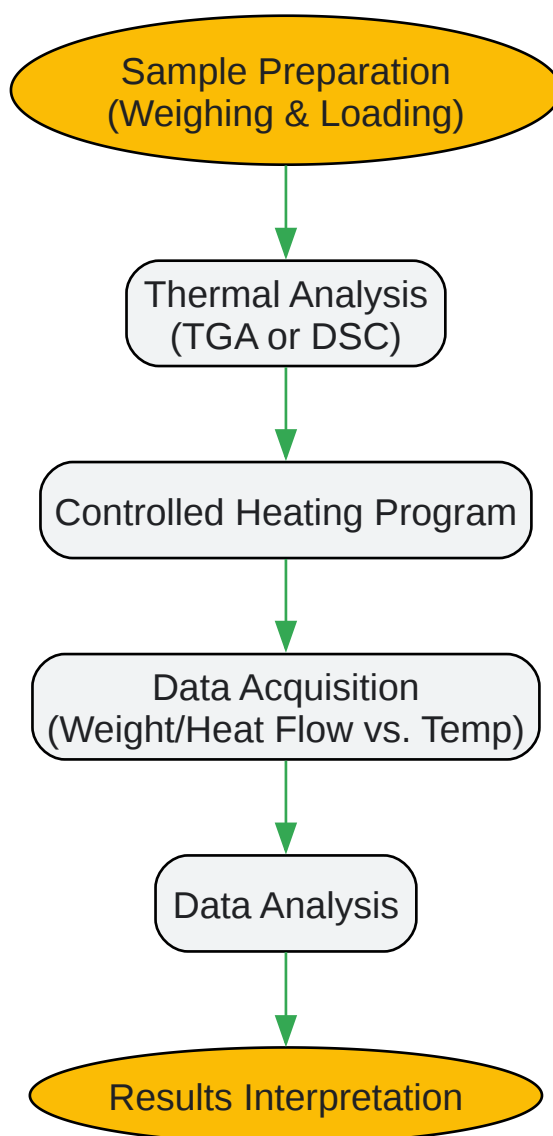 Sample Preparation
(Weighing & Loading)
Thermal Analysis
(TGA or DSC)
Controlled Heating Program
Data Acquisition
(Weight/Heat Flow vs. Temp)
Data Analysis
Results Interpretation